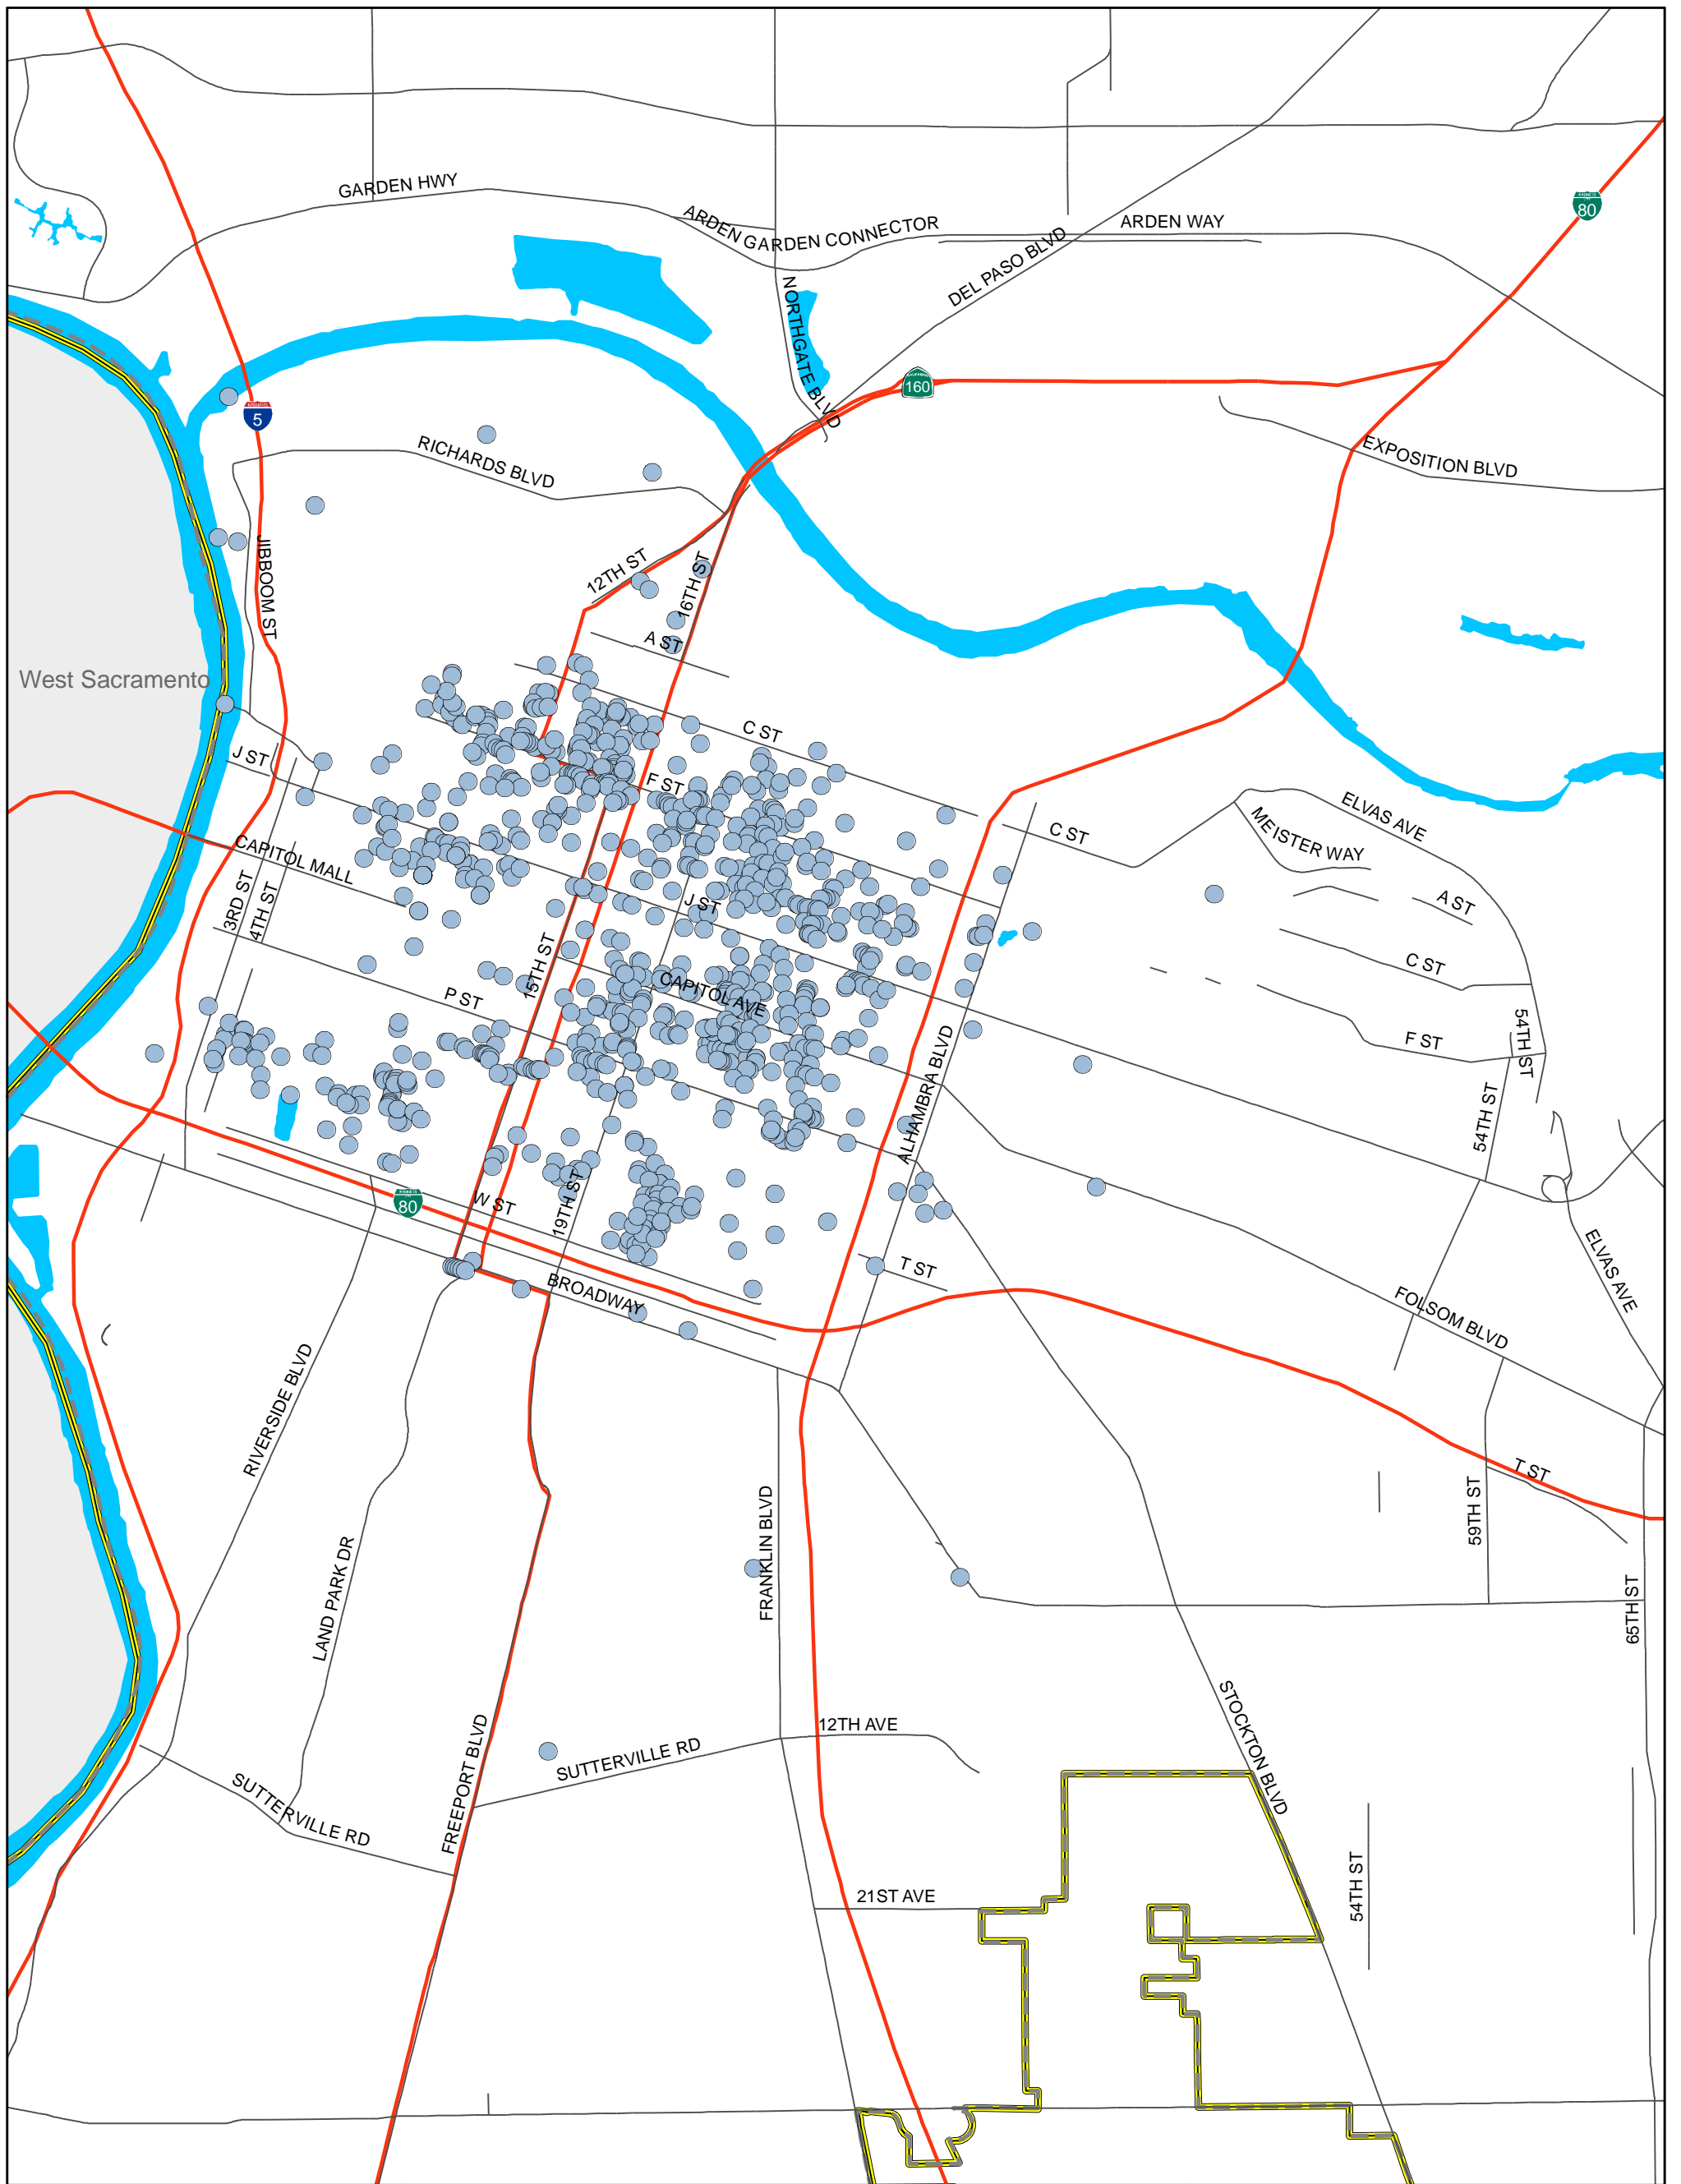 GARDEN HWY
ARDEN GARDEN CONNECTOR
ARDEN WAY
80
DEL PASO BLVD
NORTHGATE BLVD
160
5
RICHARDS BLVD
EXPOSITION BLVD
JIBBOOM ST
12TH ST
16TH ST
A ST
West Sacramento
C ST
J ST
F ST
ELVAS AVE
MEISTER WAY
C ST
CAPITOL MALL
3RD ST
4TH ST
J ST
A ST
15TH ST
C ST
CAPITOL AVE
P ST
54TH ST
F ST
ALHAMBRA BLVD
54TH ST
80
W ST
19TH ST
T ST
ELVAS AVE
BROADWAY
FOLSOM BLVD
RIVERSIDE BLVD
T ST
59TH ST
FRANKLIN BLVD
LAND PARK DR
65TH ST
STOCKTON BLVD
12TH AVE
SUTTERVILLE RD
FREEPORT BLVD
SUTTERVILLE RD
54TH ST
21ST AVE